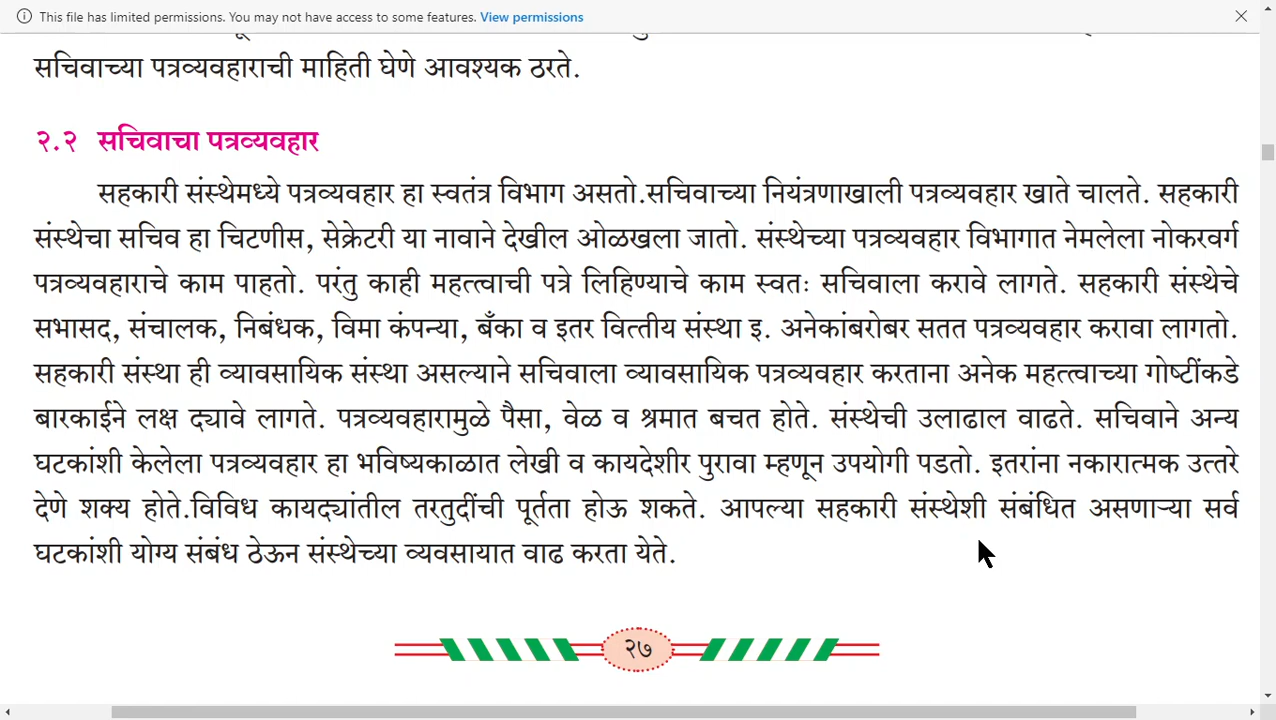 This file has limited permissions. You may not have access to some features. View permissions
सचिवाच्या पत्रव्यवहाराची माहिती घेणे आवश्यक ठरते.
२.२ सचिवाचा पत्रव्यवहार
सहकारी संस्थेमध्ये पत्रव्यवहार हा स्वतंत्र विभाग असतो.सचिवाच्या नियंत्रणाखाली पत्रव्यवहार खाते चालते. सहकारी
संस्थेचा सचिव हा चिटणीस, सेक्रेटरी या नावाने देखील ओळखला जातो. संस्थेच्या पत्रव्यवहार विभागात नेमलेला नोकरवर्ग
पत्रव्यवहाराचे काम पाहतो. परंतु काही महत्त्वाची पत्रे लिहिण्याचे काम स्वतः सचिवाला करावे लागते. सहकारी संस्थेचे
सभासद, संचालक, निबंधक, विमा कंपन्या, बँका व इतर वित्तीय संस्था इ. अनेकांबरोबर सतत पत्रव्यवहार करावा लागतो.
सहकारी संस्था ही व्यावसायिक संस्था असल्याने सचिवाला व्यावसायिक पत्रव्यवहार करताना अनेक महत्त्वाच्या गोष्टींकडे
बारकाईने लक्ष द्यावे लागते. पत्रव्यवहारामुळे पैसा, वेळ व श्रमात बचत होते. संस्थेची उलाढाल वाढते. सचिवाने अन्य
घटकांशी केलेला पत्रव्यवहार हा भविष्यकाळात लेखी व कायदेशीर पुरावा म्हणून उपयोगी पडतो. इतरांना नकारात्मक उत्तरे
देणे शक्य होते.विविध कायद्यांतील तरतुदींची पूर्तता होऊ शकते. आपल्या सहकारी संस्थेशी संबंधित असणाऱ्या सर्व
घटकांशी योग्य संबंध ठेऊन संस्थेच्या व्यवसायात वाढ करता येते.
२७